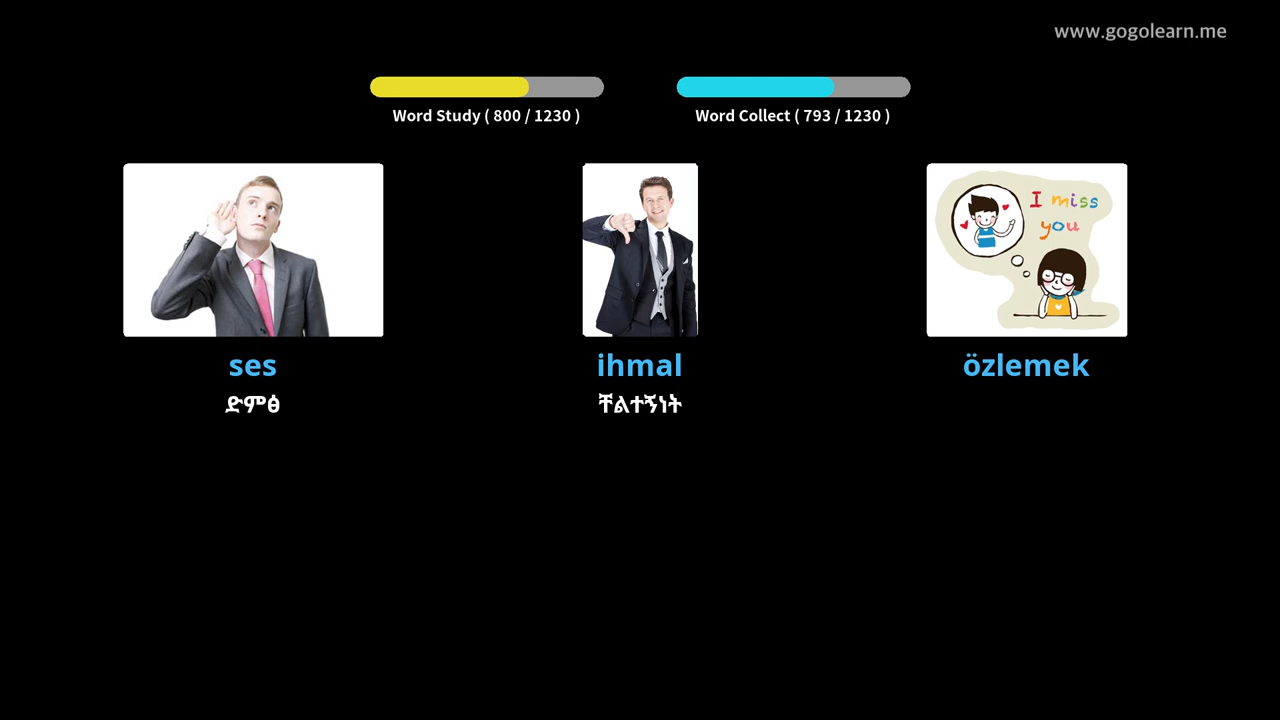 www.gogolearn.me
Word Study ( 800 / 1230 )
Word Collect ( 793 / 1230 )
I miss
you
ses
ihmal
özlemek
ድምፅ
ቸልተኝነት